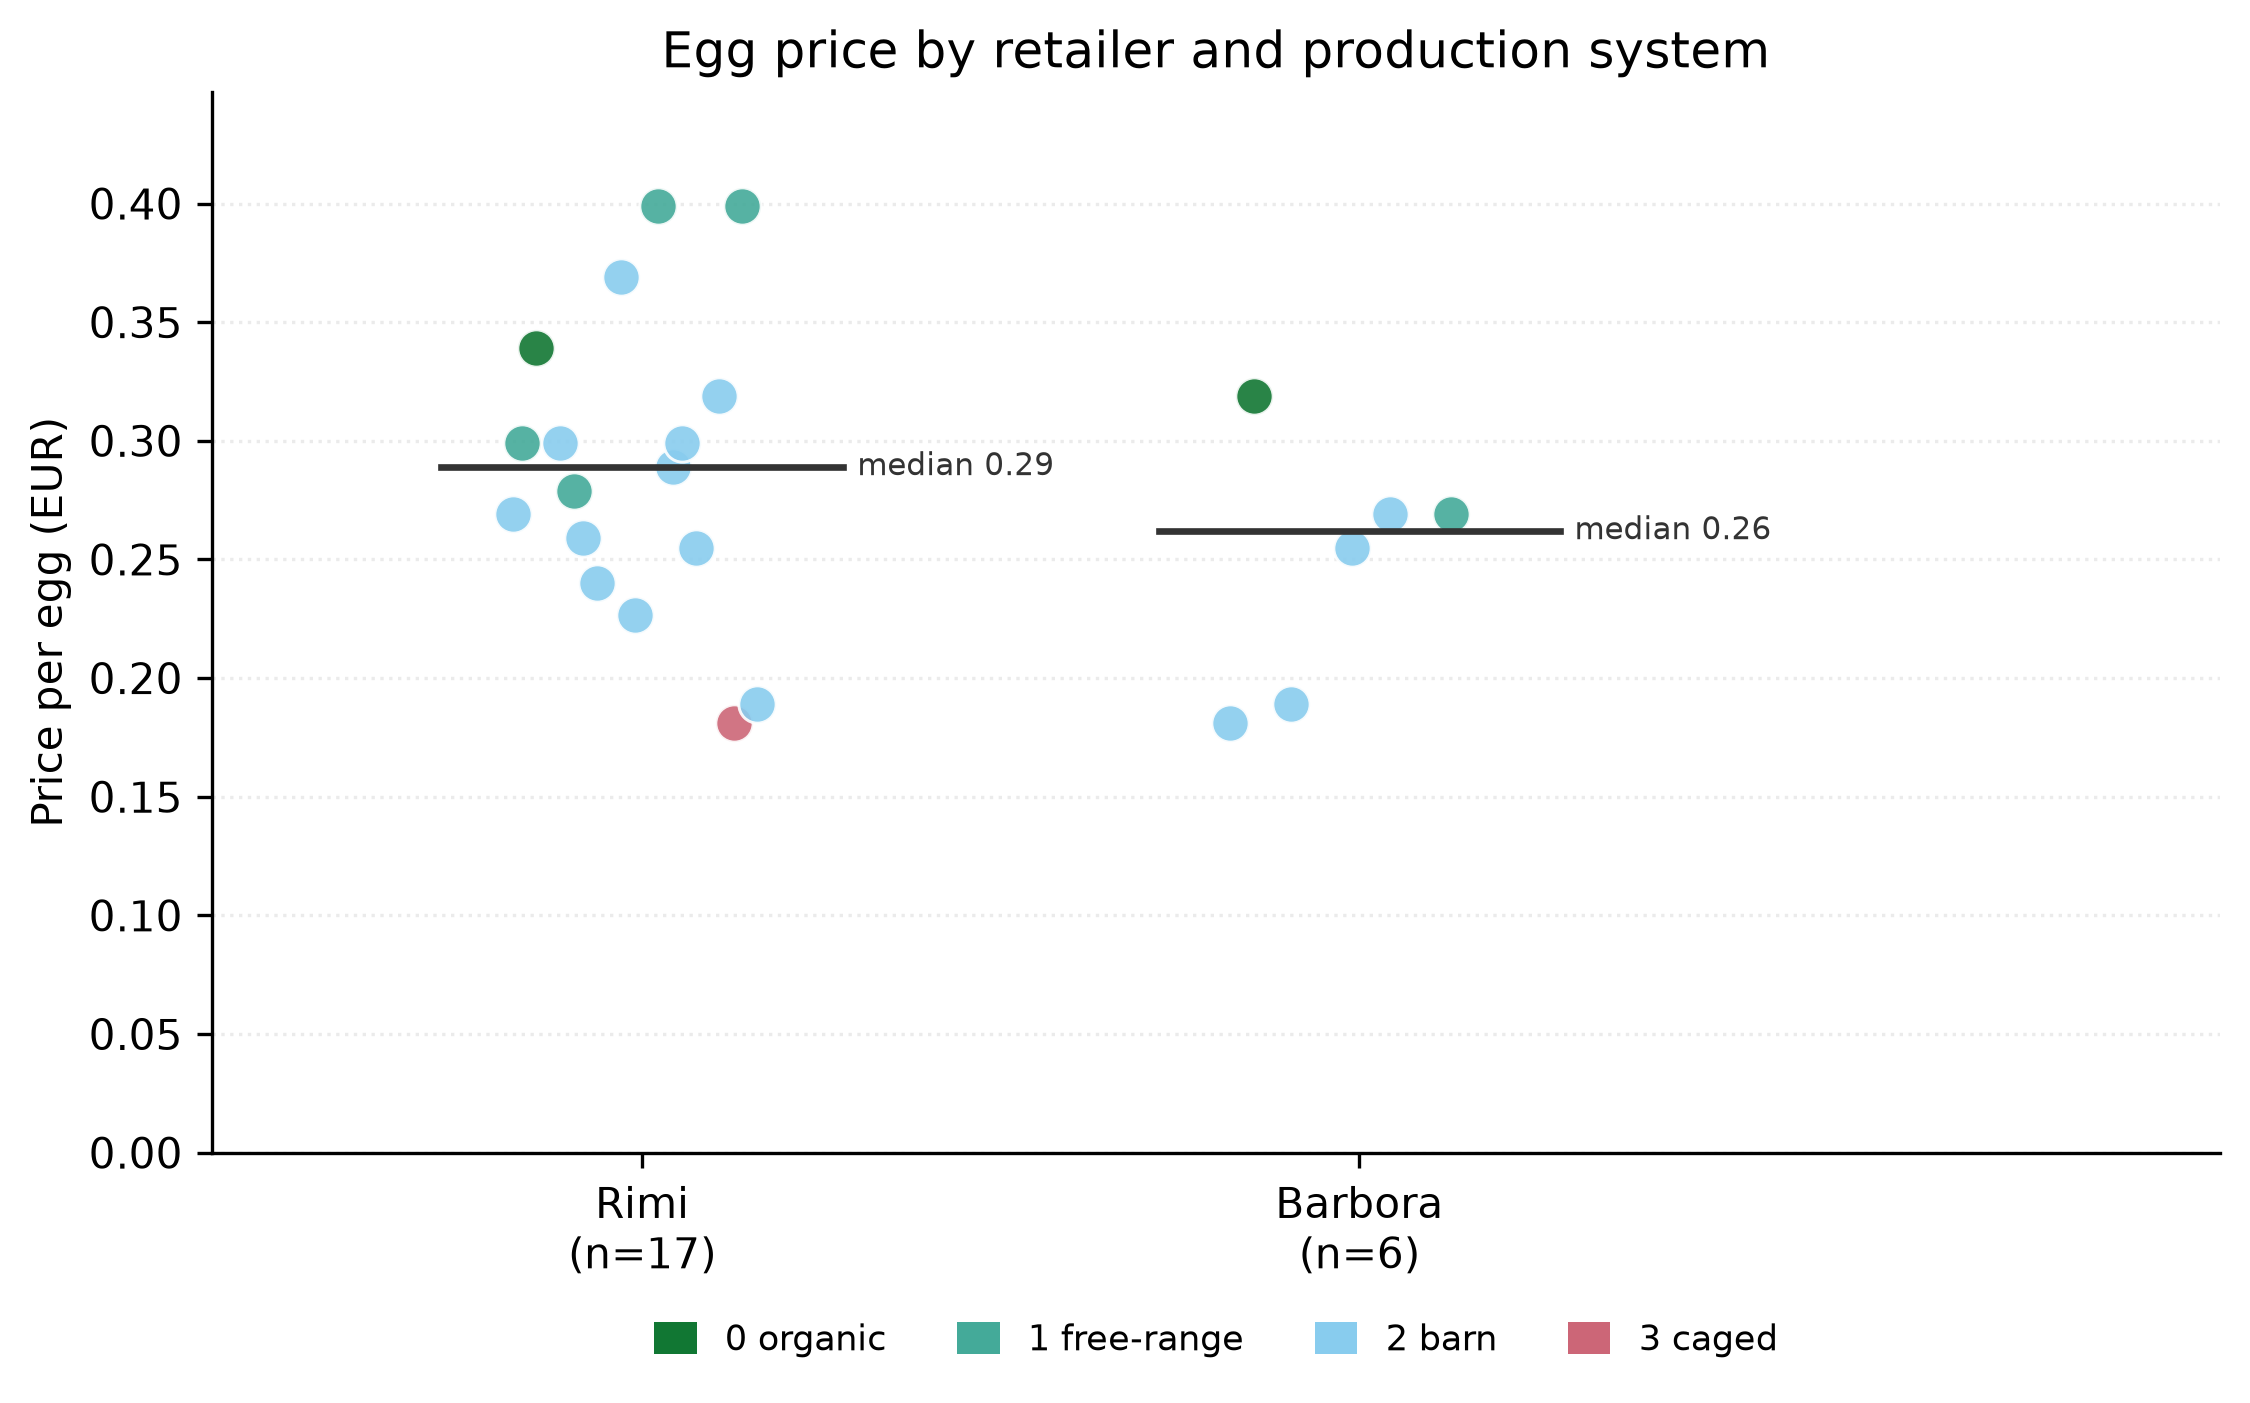 Egg price by retailer and production system
Price per egg (EUR)
0.40
0.35
0.30
0.25
0.20
0.15
0.10
0.05
0.00
median 0.29
median 0.26
Rimi
(n=17)
Barbora
(n=6)
0 organic
1 free-range
2 barn
3 caged